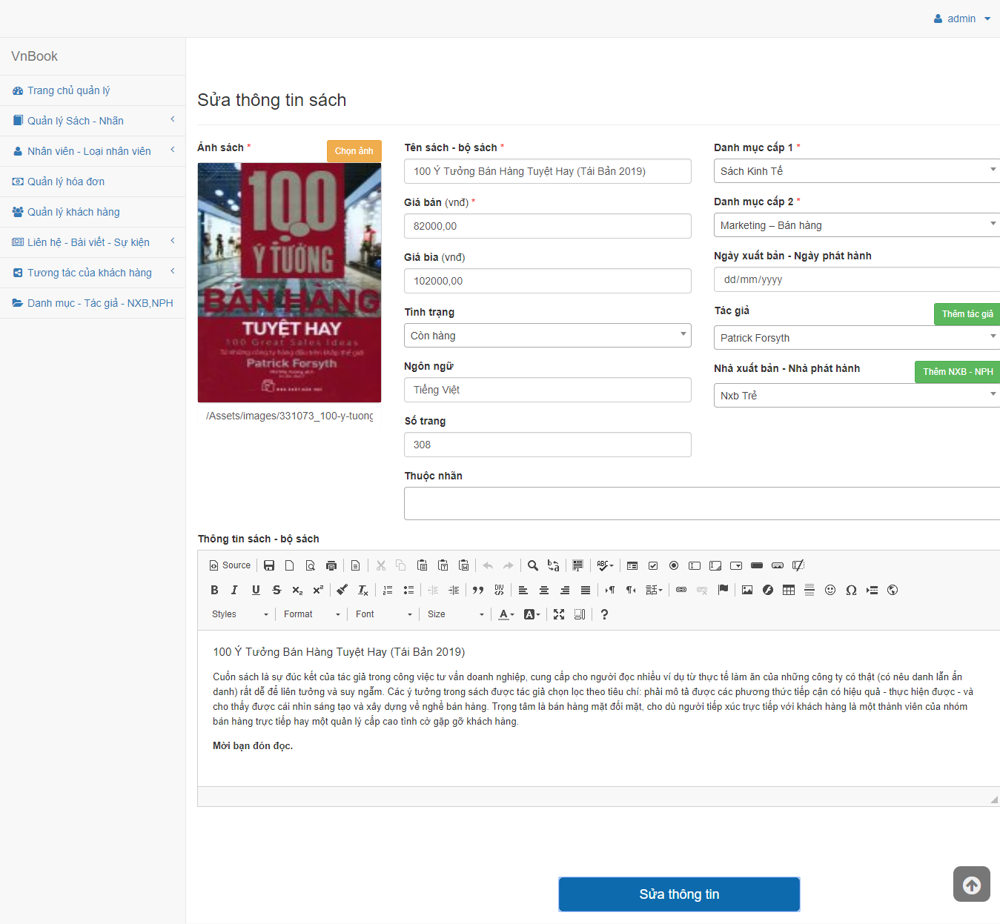 admin
VnBook
Trang chủ quản lý
Quản lý Sách - Nhãn
Nhân viên - Loại nhân viên
Quản lý hóa đơn
Quản lý khách hàng
Liên hệ - Bài viết - Sự kiện
Tương tác của khách hàng
Danh mục - Tác giả - NXB,NPH
Sửa thông tin sách
Ảnh sách *
Chọn ảnh
100
Ý TƯỞNG
BÁN HÀNG
TUYỆT HAY
100 Great Sales Ideas
Từ những công ty hàng đầu trên khắp thế giới
Patrick Forsyth
/Assets/images/331073_100-y-tuong
Tên sách - bộ sách *
100 Ý Tưởng Bán Hàng Tuyệt Hay (Tái Bản 2019)
Giá bán (vnđ) *
82000,00
Giá bìa (vnđ)
102000,00
Tình trạng
Còn hàng
Ngôn ngữ
Tiếng Việt
Số trang
308
Thuộc nhãn
Danh mục cấp 1 *
Sách Kinh Tế
Danh mục cấp 2 *
Marketing – Bán hàng
Ngày xuất bản - Ngày phát hành
dd/mm/yyyy
Tác giả
Thêm tác giả
Patrick Forsyth
Nhà xuất bản - Nhà phát hành
Thêm NXB - NPH
Nxb Trẻ
Thông tin sách - bộ sách
Source
Styles Format Font Size
100 Ý Tưởng Bán Hàng Tuyệt Hay (Tái Bản 2019)
Cuốn sách là sự đúc kết của tác giả trong công việc tư vấn doanh nghiệp, cung cấp cho người đọc nhiều ví dụ từ thực tế làm ăn của những công ty có thật (có nêu danh lẫn ẩn
danh) rất dễ để liên tưởng và suy ngẫm. Các ý tưởng trong sách được tác giả chọn lọc theo tiêu chí: phải mô tả được các phương thức tiếp cận có hiệu quả - thực hiện được - và
cho thấy được cái nhìn sáng tạo và xây dựng về nghề bán hàng. Trọng tâm là bán hàng mặt đối mặt, cho dù người tiếp xúc trực tiếp với khách hàng là một thành viên của nhóm
bán hàng trực tiếp hay một quản lý cấp cao tình cờ gặp gỡ khách hàng.
Mời bạn đón đọc.
Sửa thông tin